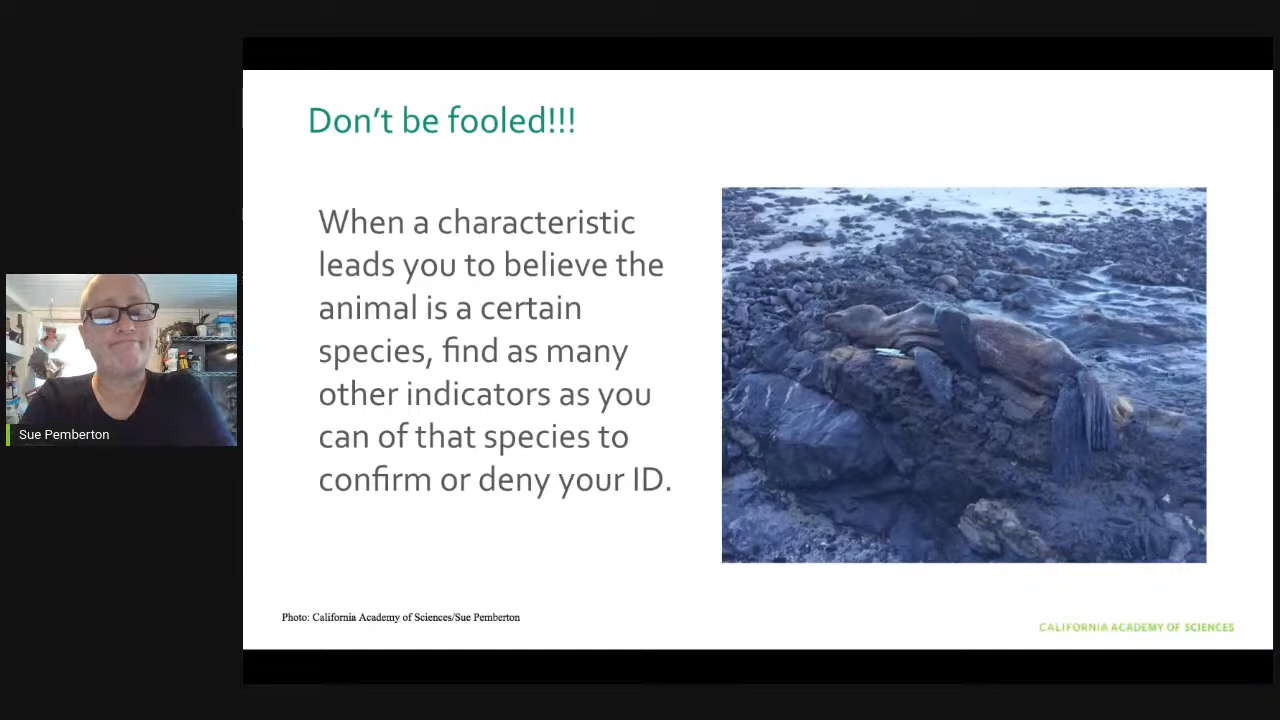 Don't be fooled!!!
When a characteristic
leads you to believe the
animal is a certain
species, find as many
other indicators as you
can of that species to
confirm or deny your ID.
Sue Pemberton
Photo: California Academy of Sciences/Sue Pemberton
CALIFORNIA ACADEMY OF SCIENCES